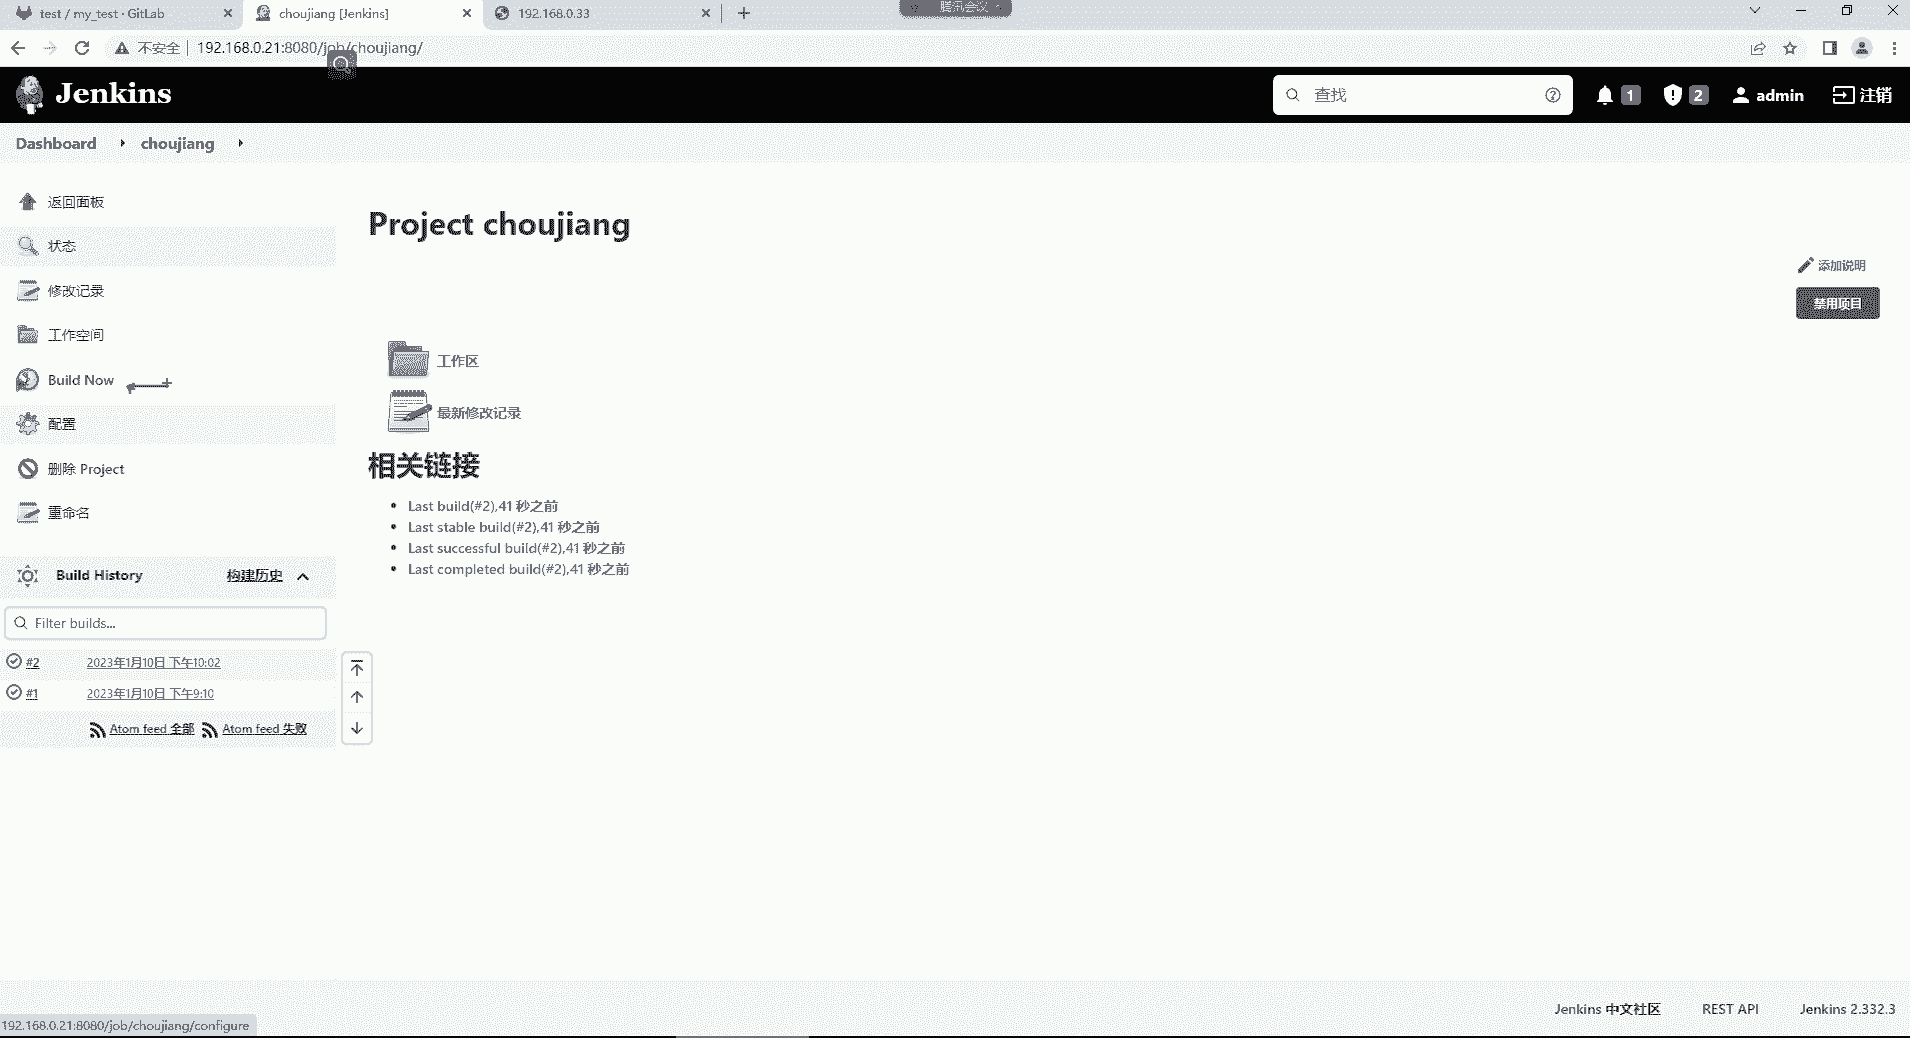 test / my_test · GitLab
choujiang [Jenkins]
192.168.0.33
腾讯会议
不安全
192.168.0.21:8080/job/choujiang/
Jenkins
查找
1
2
admin
注销
Dashboard
choujiang
返回面板
状态
修改记录
工作空间
Build Now
配置
删除 Project
重命名
Project choujiang
添加说明
禁用项目
工作区
最新修改记录
相关链接
Last build(#2),41 秒之前
Last stable build(#2),41 秒之前
Last successful build(#2),41 秒之前
Last completed build(#2),41 秒之前
Build History 构建历史
Filter builds...
#2 2023年1月10日 下午10:02
#1 2023年1月10日 下午9:10
Atom feed 全部 Atom feed 失败
Jenkins 中文社区 REST API Jenkins 2.332.3
192.168.0.21:8080/job/choujiang/configure